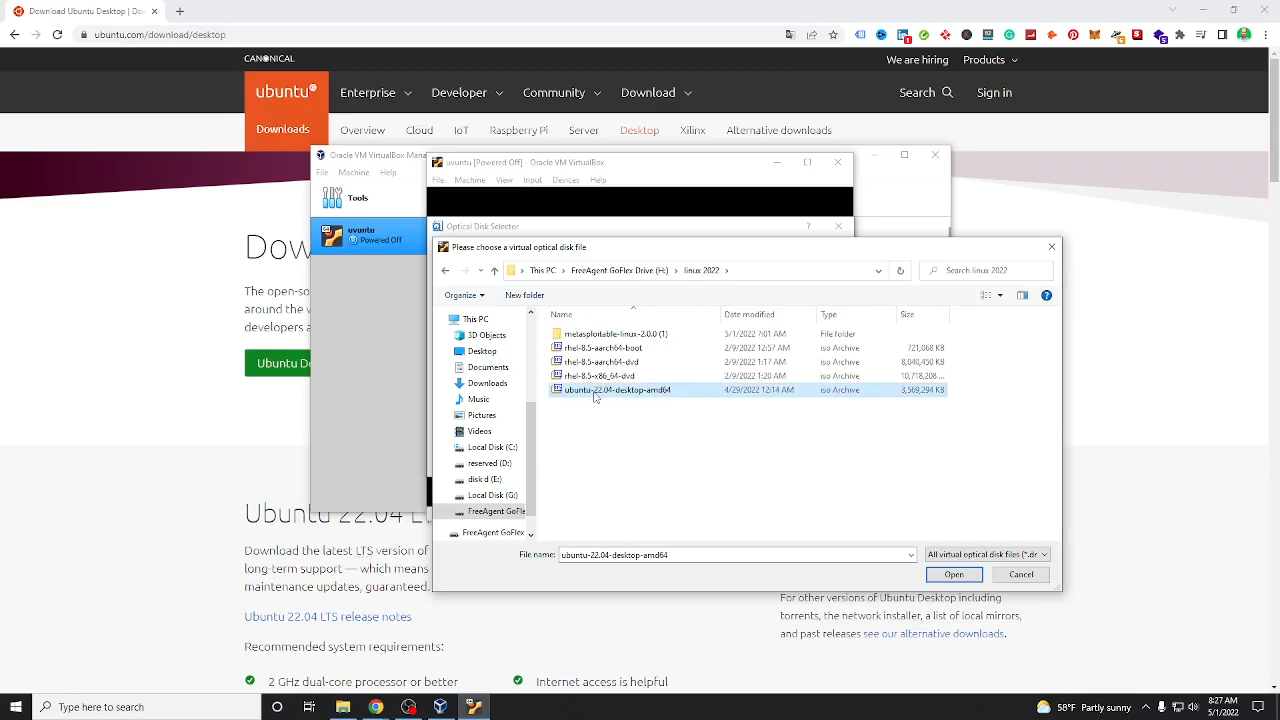 Download Ubuntu Desktop | Dow
ubuntu.com/download/desktop
CANONICAL
We are hiring
Products
ubuntu
Enterprise
Developer
Community
Download
Search
Sign in
Downloads
Overview
Cloud
IoT
Raspberry Pi
Server
Desktop
Xilinx
Alternative downloads
Oracle VM VirtualBox Mana
File
Machine
Help
Tools
uvuntu
Powered Off
uvuntu [Powered Off] - Oracle VM VirtualBox
File
Machine
View
Input
Devices
Help
Optical Disk Selector
?
Please choose a virtual optical disk file
This PC
FreeAgent GoFlex Drive (H:)
linux 2022
Search linux 2022
Organize
New folder
This PC
3D Objects
Desktop
Documents
Downloads
Music
Pictures
Videos
Local Disk (C:)
reserved (D:)
disk d (E:)
Local Disk (G:)
FreeAgent GoFle
FreeAgent GoFlex
Name
Date modified
Type
Size
metasploitable-linux-2.0.0 (1)
5/1/2022 7:01 AM
File folder
rhel-8.5-aarch64-boot
2/9/2022 12:57 AM
iso Archive
721,068 KB
rhel-8.5-aarch64-dvd
2/9/2022 1:17 AM
iso Archive
8,040,450 KB
rhel-8.5-x86_64-dvd
2/9/2022 1:20 AM
iso Archive
10,718,208 ...
ubuntu-22.04-desktop-amd64
4/29/2022 12:14 AM
iso Archive
3,569,294 KB
File name:
ubuntu-22.04-desktop-amd64
All virtual optical disk files (*.dr
Open
Cancel
Dow
The open-so
around the w
developers a
Ubuntu De
Ubuntu 22.04 LT
Download the latest LTS version of
long-term support — which means
maintenance updates, guaranteed.
Ubuntu 22.04 LTS release notes
Recommended system requirements:
2 GHz dual-core processor or better
Internet access is helpful
For other versions of Ubuntu Desktop including
torrents, the network installer, a list of local mirrors,
and past releases see our alternative downloads.
Type here to search
58°F Partly sunny
8:27 AM
5/1/2022